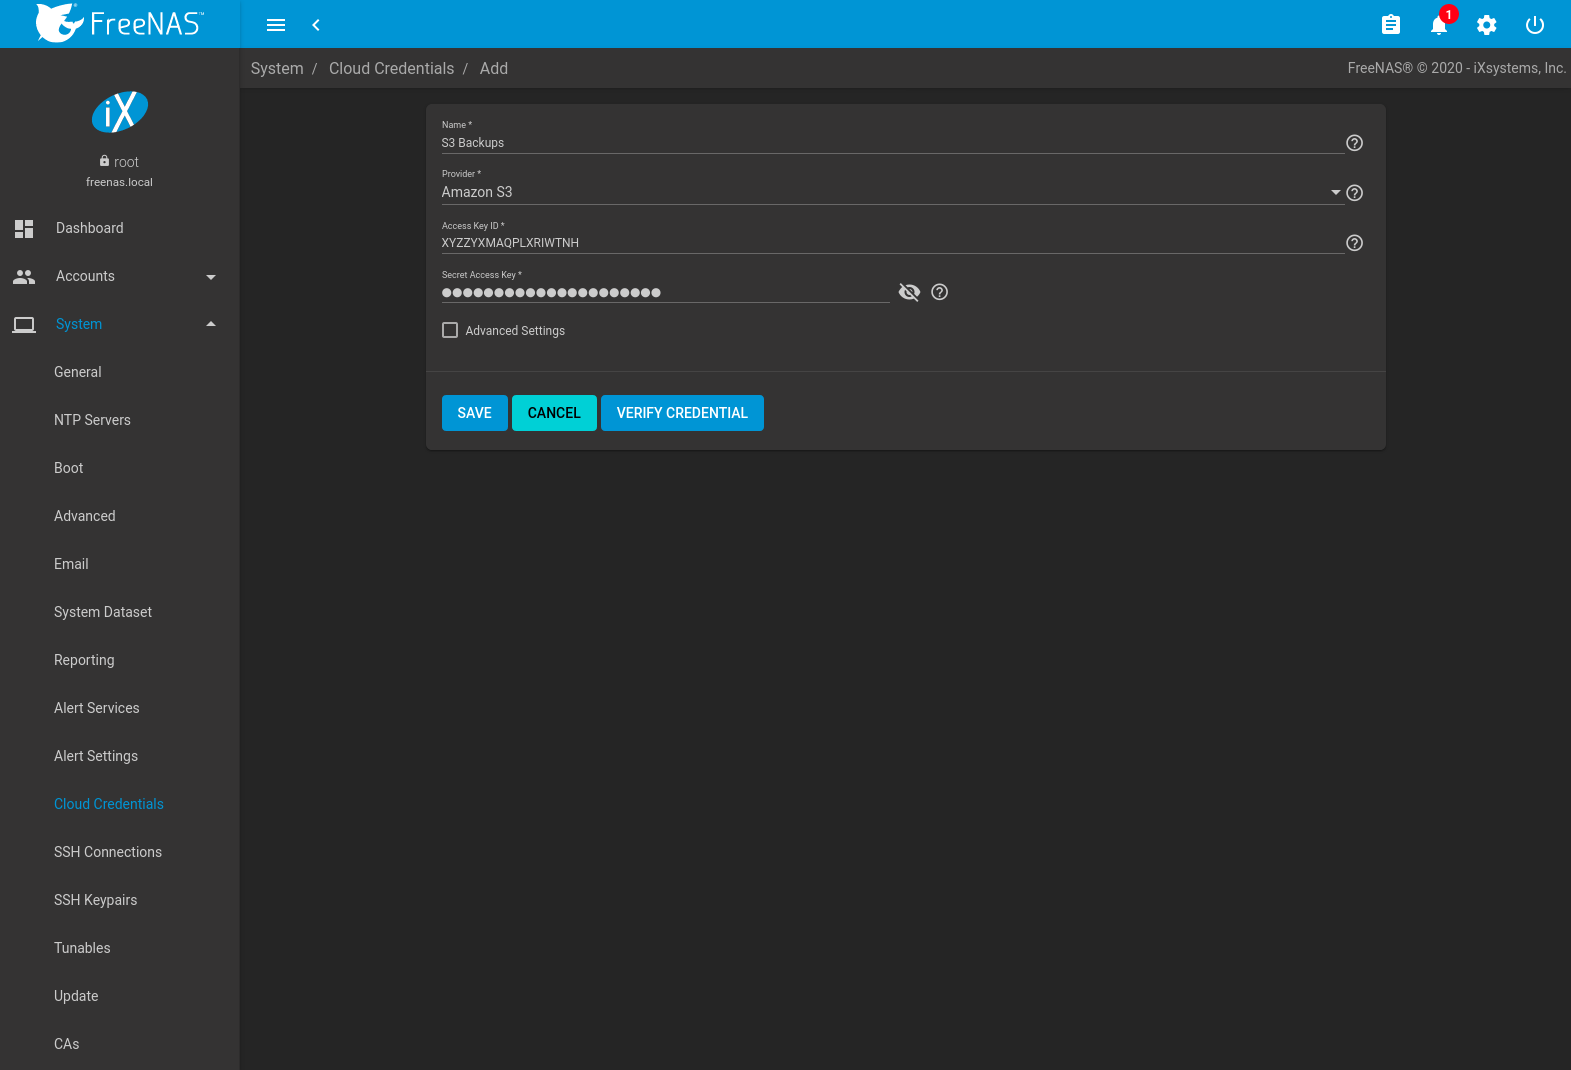 FreeNAS™
1
System / Cloud Credentials / Add
FreeNAS® © 2020 - iXsystems, Inc.
iX
root
freenas.local
Dashboard
Accounts
System
General
NTP Servers
Boot
Advanced
Email
System Dataset
Reporting
Alert Services
Alert Settings
Cloud Credentials
SSH Connections
SSH Keypairs
Tunables
Update
CAs
Name *
S3 Backups
Provider *
Amazon S3
Access Key ID *
XYZZYXMAQPLXRIWTNH
Secret Access Key *
●●●●●●●●●●●●●●●●●●●●●
Advanced Settings
SAVE CANCEL VERIFY CREDENTIAL